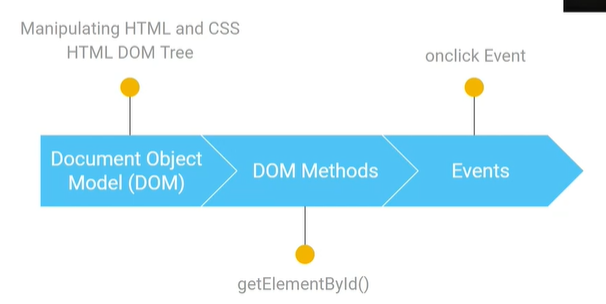 Manipulating HTML and CSS
HTML DOM Tree
onclick Event
Document Object
Model (DOM)
DOM Methods
Events
getElementById()